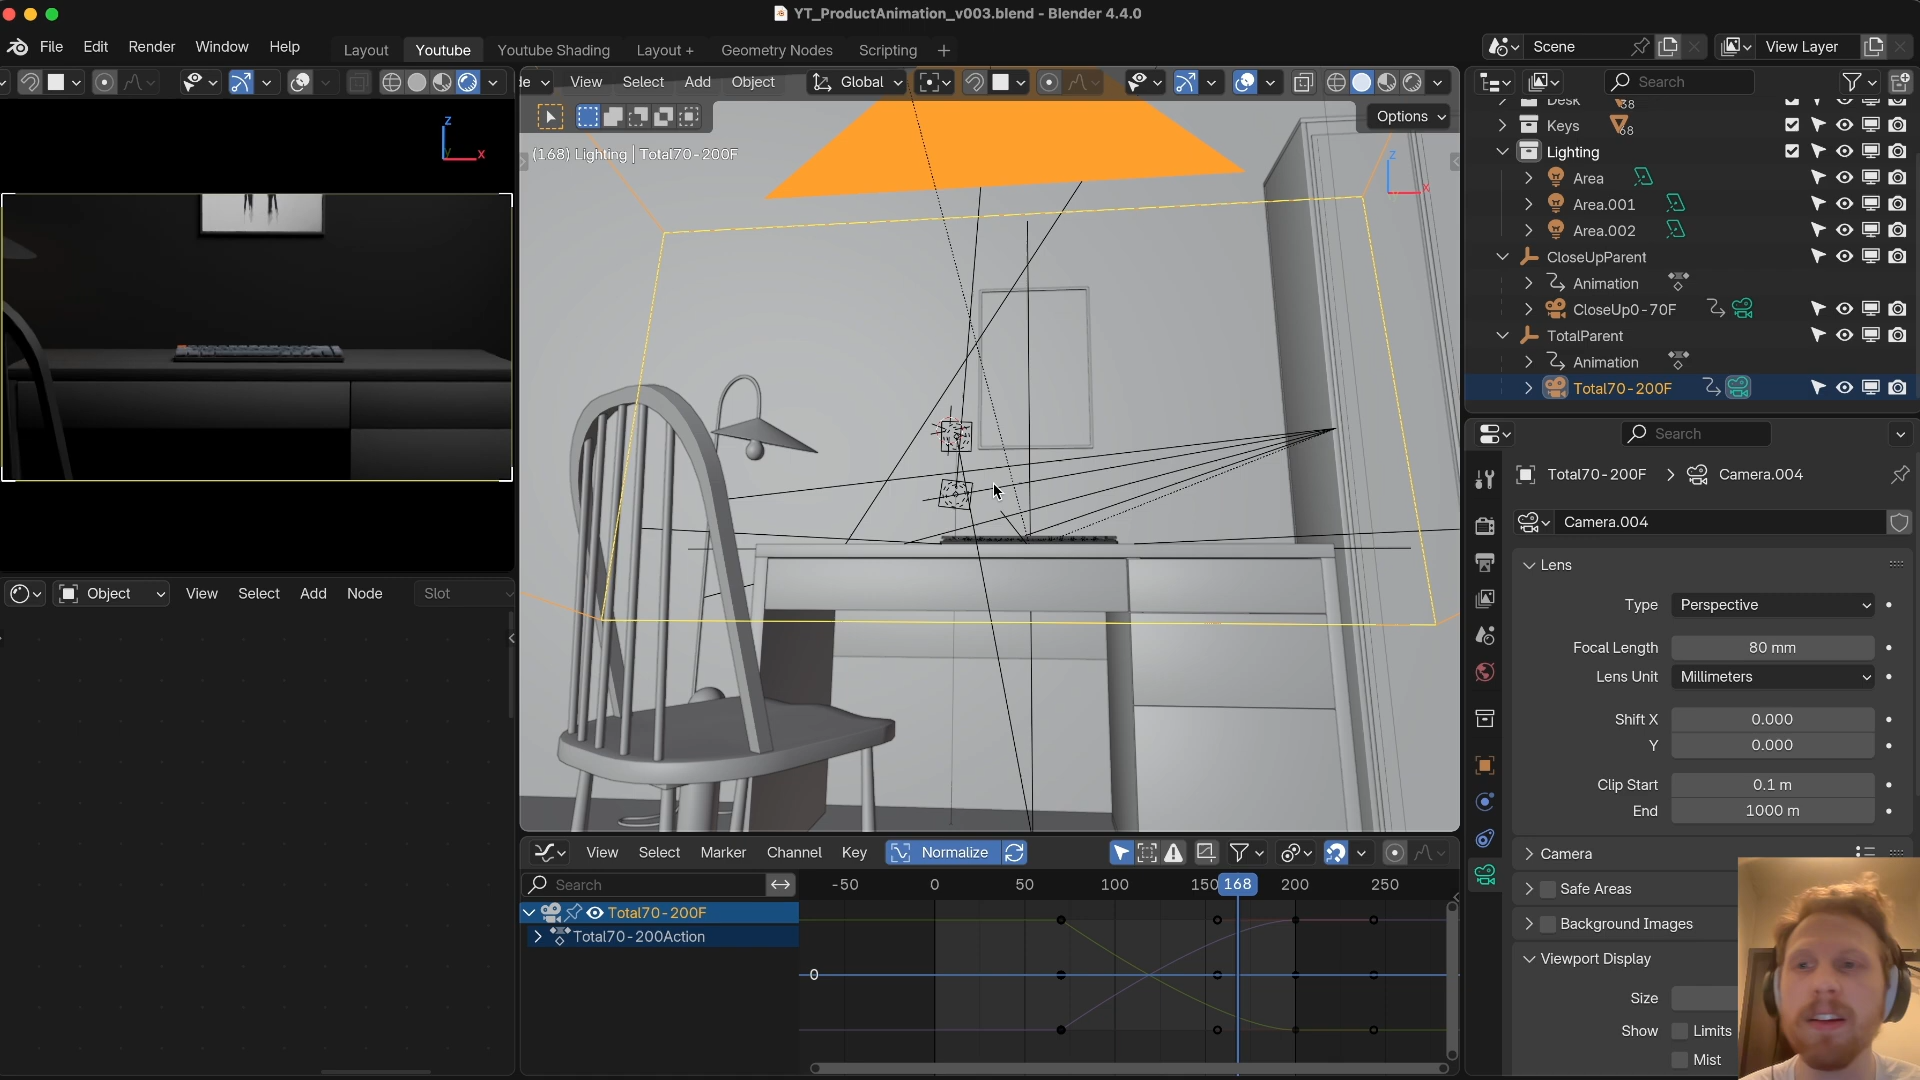 YT_ProductAnimation_v003.blend - Blender 4.4.0
File Edit Render Window Help
Layout Youtube Youtube Shading Layout + Geometry Nodes Scripting +
Scene View Layer
View Select Add Object Global
Search
Options
(168) Lighting | Total70-200F
Desk 38
Keys 68
Lighting
Area
Area.001
Area.002
CloseUpParent
Animation
CloseUp0-70F
TotalParent
Animation
Total70-200F
Search
Total70-200F > Camera.004
Camera.004
Lens
Type Perspective
Focal Length 80 mm
Lens Unit Millimeters
Shift X 0.000
Y 0.000
Clip Start 0.1 m
End 1000 m
Camera
Safe Areas
Background Images
Viewport Display
Size
Show Limits
Mist
Object View Select Add Node Slot
View Select Marker Channel Key Normalize
Search
-50 0 50 100 150 168 200 250
Total70-200F
Total70-200Action
0
z
x
z
x